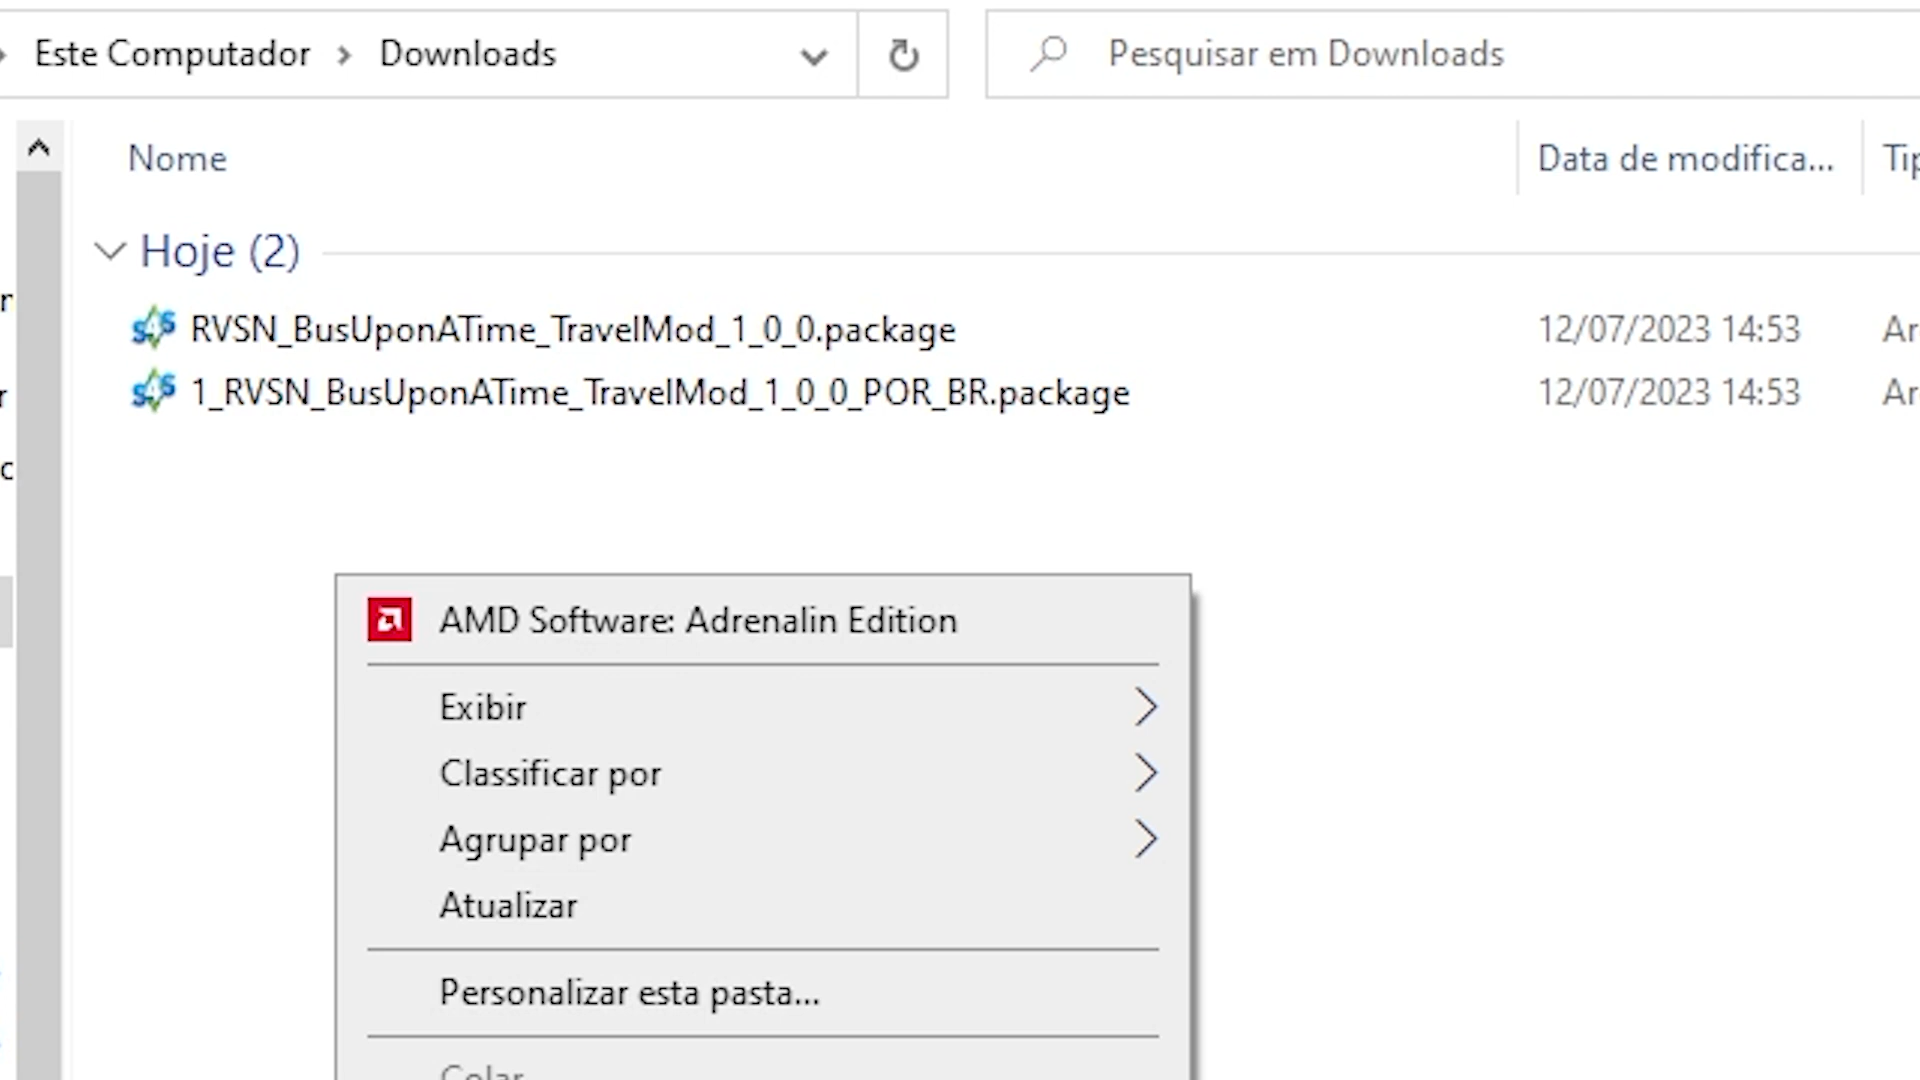 Este Computador > Downloads
Pesquisar em Downloads
Nome
Data de modifica...
Hoje (2)
RVSN_BusUponATime_TravelMod_1_0_0.package
12/07/2023 14:53
1_RVSN_BusUponATime_TravelMod_1_0_0_POR_BR.package
12/07/2023 14:53
AMD Software: Adrenalin Edition
Exibir
Classificar por
Agrupar por
Atualizar
Personalizar esta pasta...
Colar